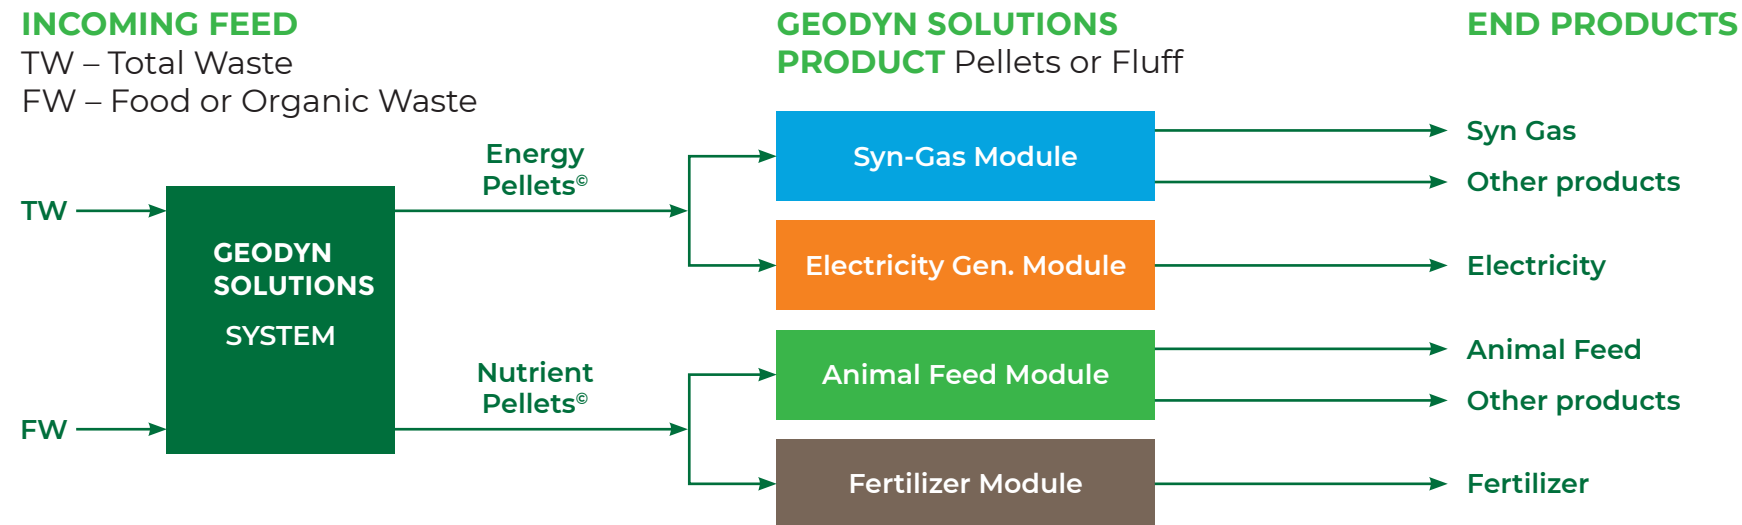 INCOMING FEED
TW – Total Waste
FW – Food or Organic Waste
GEODYN SOLUTIONS
PRODUCT Pellets or Fluff
END PRODUCTS
TW
FW
GEODYN
SOLUTIONS
SYSTEM
Energy
Pellets©
Nutrient
Pellets©
Syn-Gas Module
Electricity Gen. Module
Animal Feed Module
Fertilizer Module
Syn Gas
Other products
Electricity
Animal Feed
Other products
Fertilizer